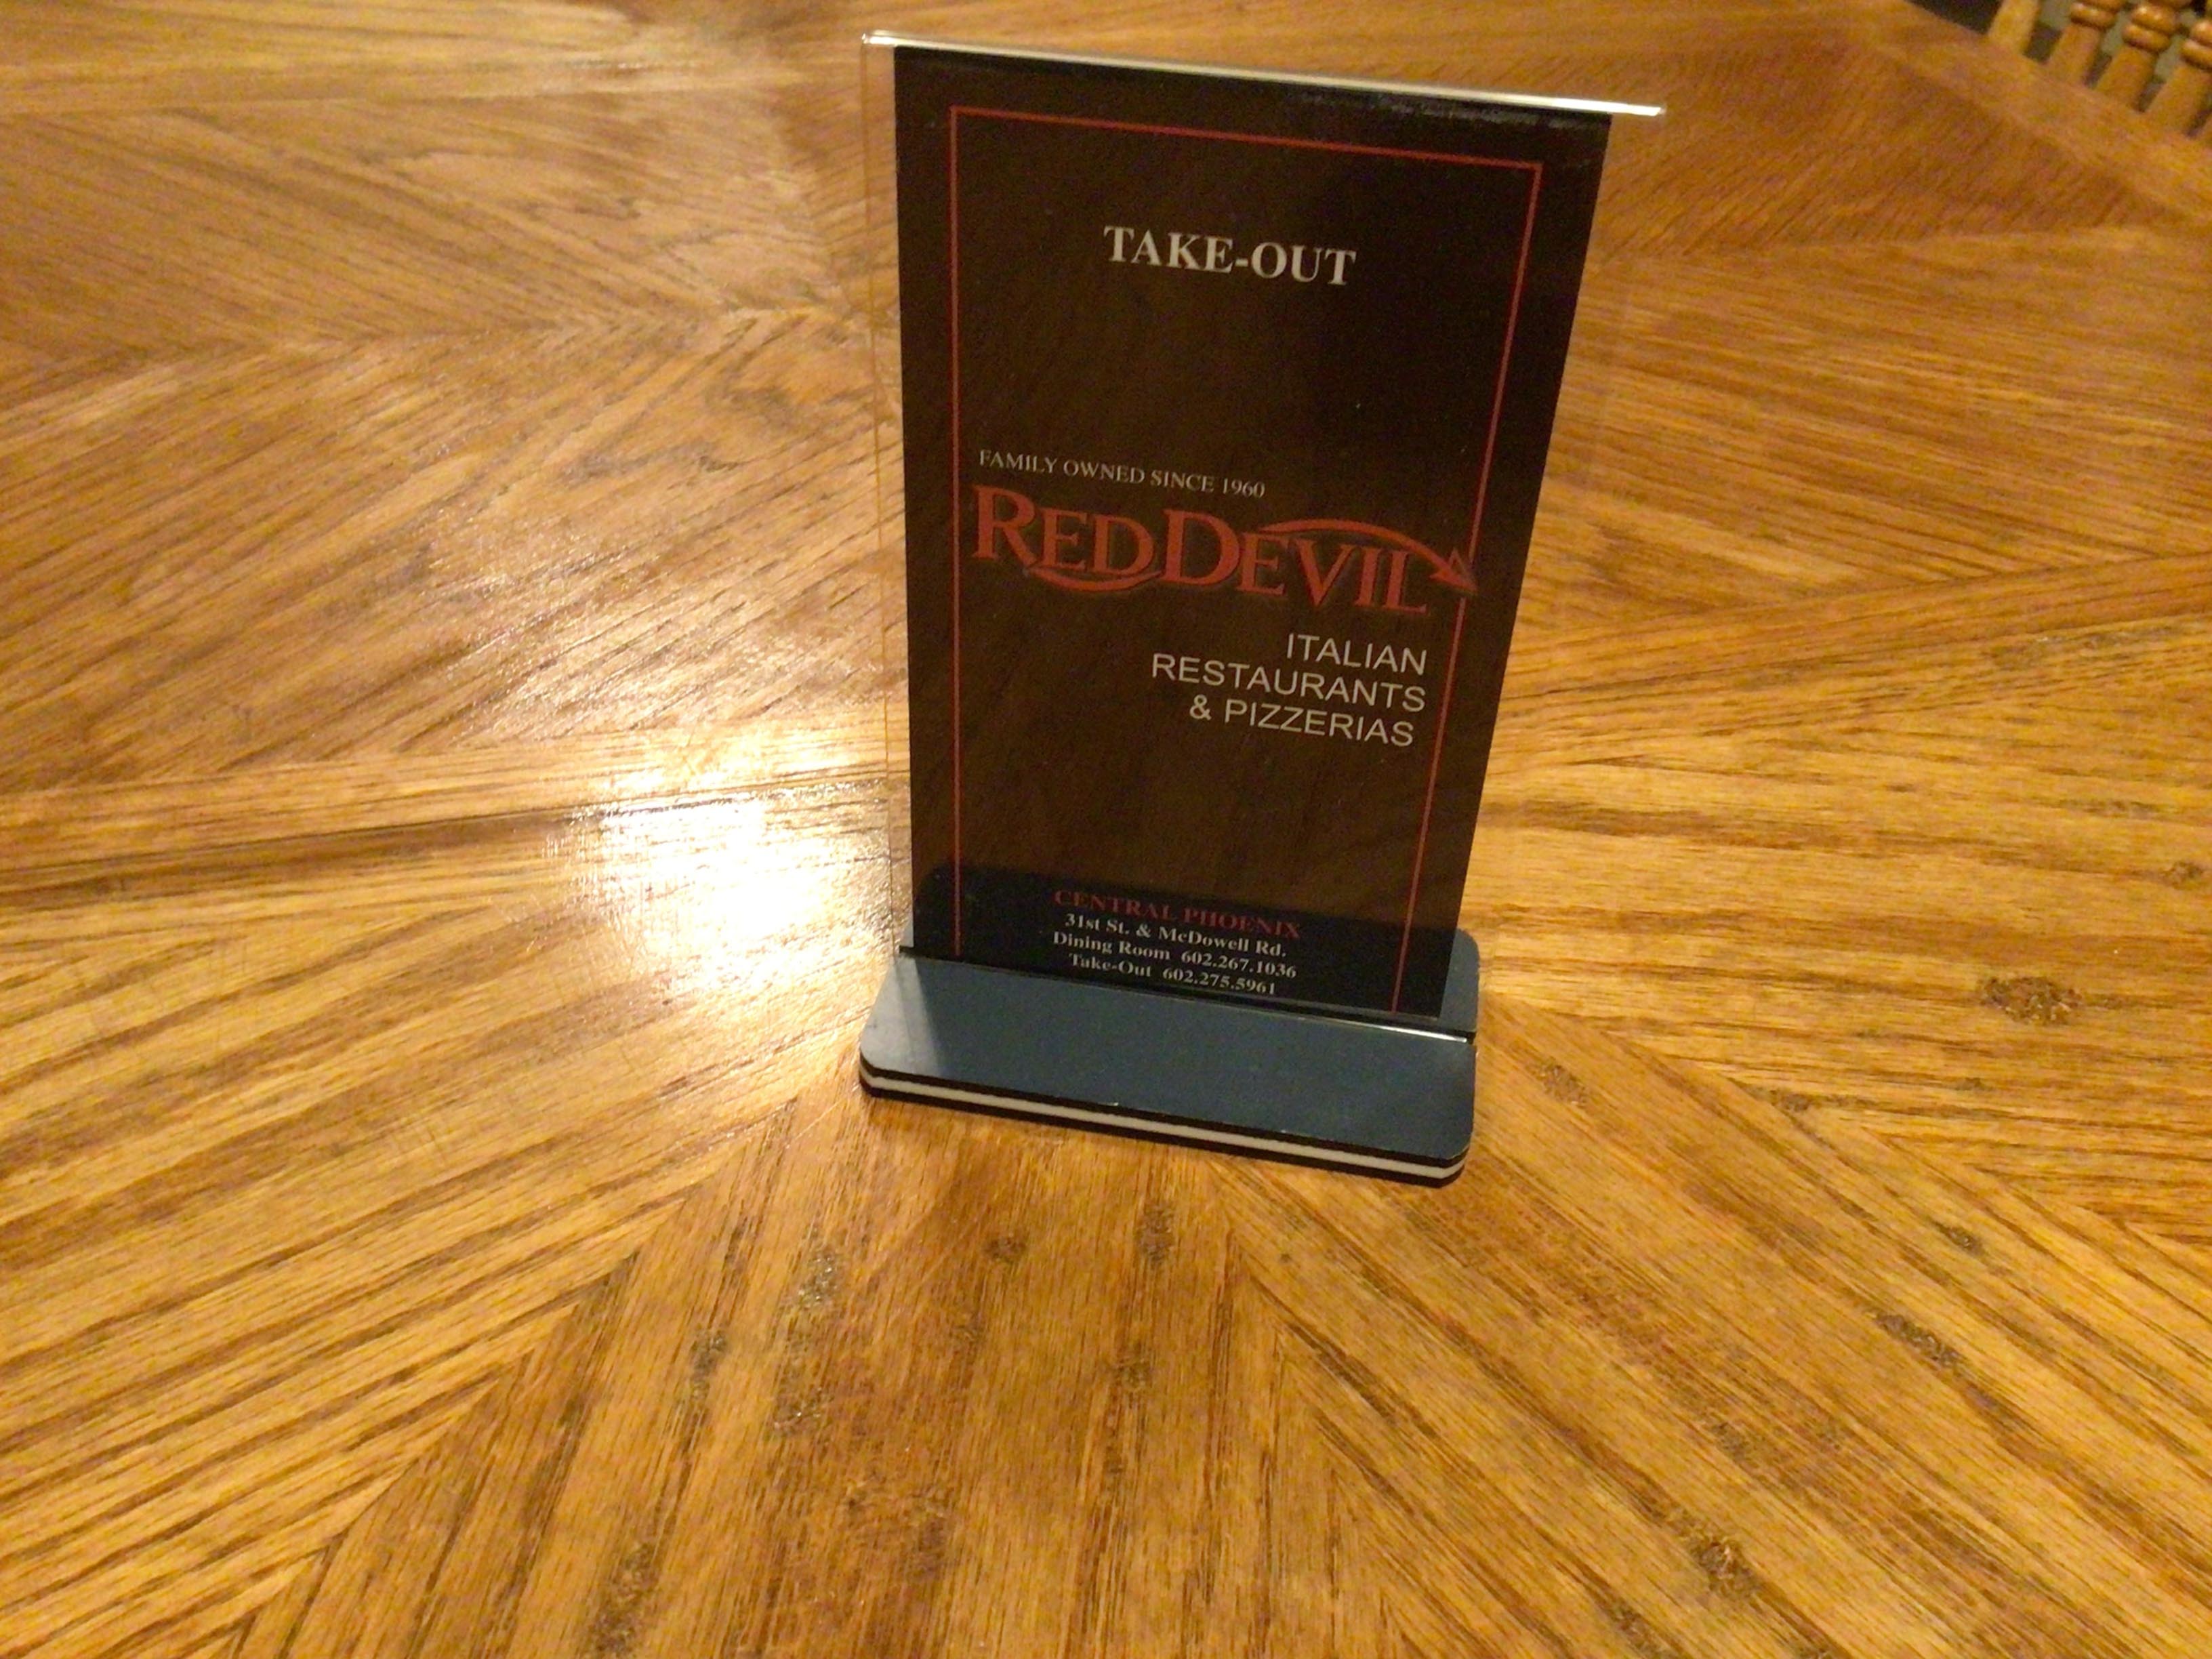 TAKE-OUT
FAMILY OWNED SINCE 1960
RED DEVIL
ITALIAN
RESTAURANTS
& PIZZERIAS
CENTRAL PHOENIX
31st St. & McDowell Rd.
Dining Room 602.267.1036
Take-Out 602.275.5961